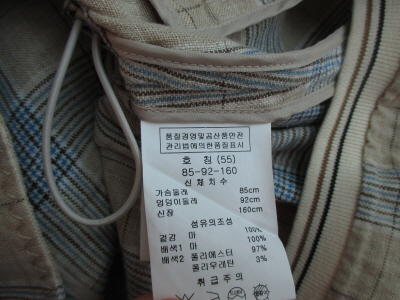 품질경영및공산품안전
관리법에의한품질표시
호 칭 (55)
85-92-160
신 체 치 수
가슴둘레 85cm
엉덩이둘레 92cm
신장 160cm
섬유의조성
겉감 마 100%
배색1 마 100%
배색2 폴리에스터 97%
폴리우레탄 3%
취 급 주 의